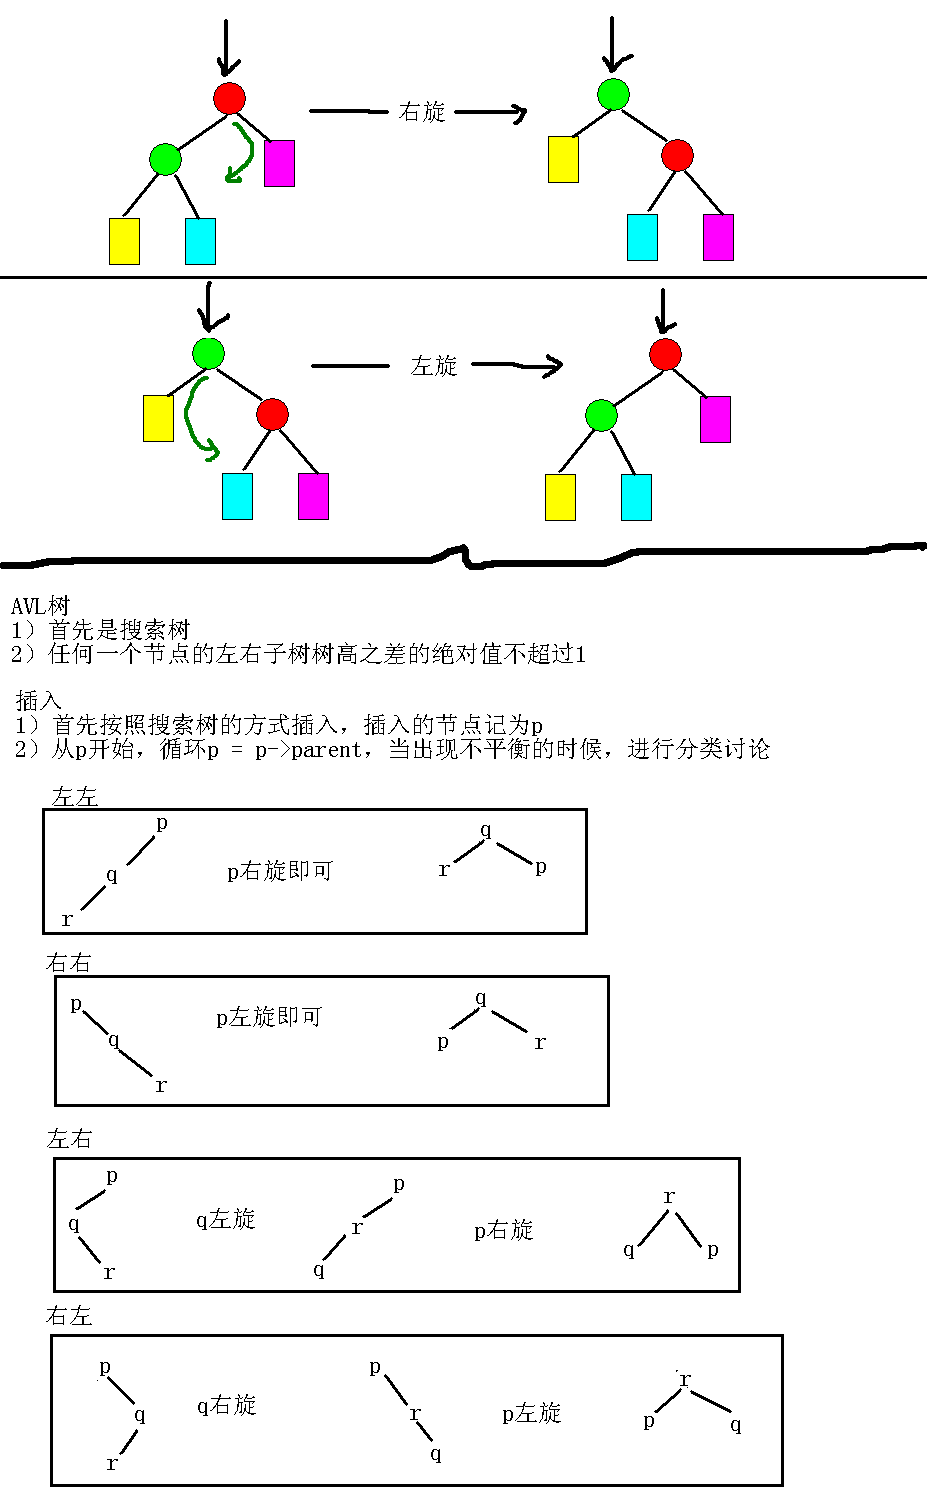 右旋
左旋
AVL树
1）首先是搜索树
2）任何一个节点的左右子树树高之差的绝对值不超过1
插入
1）首先按照搜索树的方式插入，插入的节点记为p
2）从p开始，循环p = p->parent，当出现不平衡的时候，进行分类讨论
左左
p
q
r
p右旋即可
q
r p
右右
p
q
r
p左旋即可
q
p r
左右
p
q
r
q左旋
p
r
q
p右旋
r
q p
右左
p
q
r
q右旋
p
r
q
p左旋
r
p q